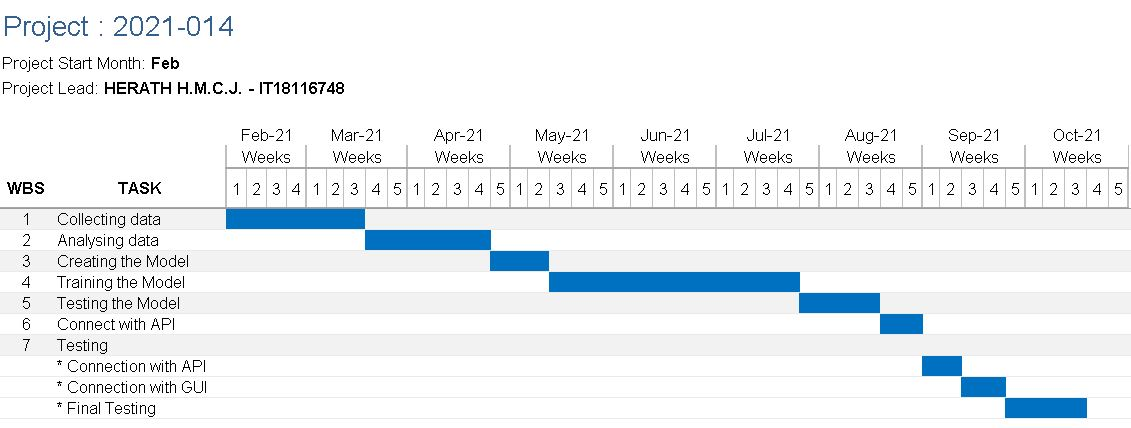 Project : 2021-014
Project Start Month: Feb
Project Lead: HERATH H.M.C.J. - IT18116748
Feb-21 Mar-21 Apr-21 May-21 Jun-21 Jul-21 Aug-21 Sep-21 Oct-21
Weeks Weeks Weeks Weeks Weeks Weeks Weeks Weeks Weeks
WBS TASK 1 2 3 4 1 2 3 4 5 1 2 3 4 5 1 2 3 4 5 1 2 3 4 5 1 2 3 4 5 1 2 3 4 5 1 2 3 4 5 1 2 3 4 5
1 Collecting data
2 Analysing data
3 Creating the Model
4 Training the Model
5 Testing the Model
6 Connect with API
7 Testing
* Connection with API
* Connection with GUI
* Final Testing